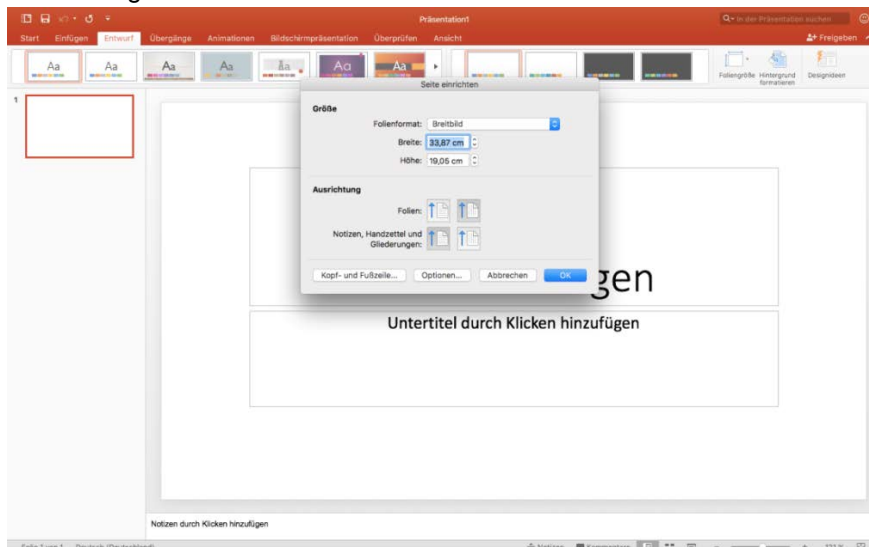 Präsentation1
In der Präsentation suchen
Start Einfügen Entwurf Übergänge Animationen Bildschirmpräsentation Überprüfen Ansicht Freigeben
Aa Aa Aa Aa Aa Aa Aa
Foliengröße Hintergrund formatieren Designideen
Seite einrichten
1
Größe
Folienformat: Breitbild
Breite: 33,87 cm
Höhe: 19,05 cm
Ausrichtung
Folien:
Notizen, Handzettel und
Gliederungen:
Kopf- und Fußzeile... Optionen... Abbrechen OK
gen
Untertitel durch Klicken hinzufügen
Notizen durch Klicken hinzufügen